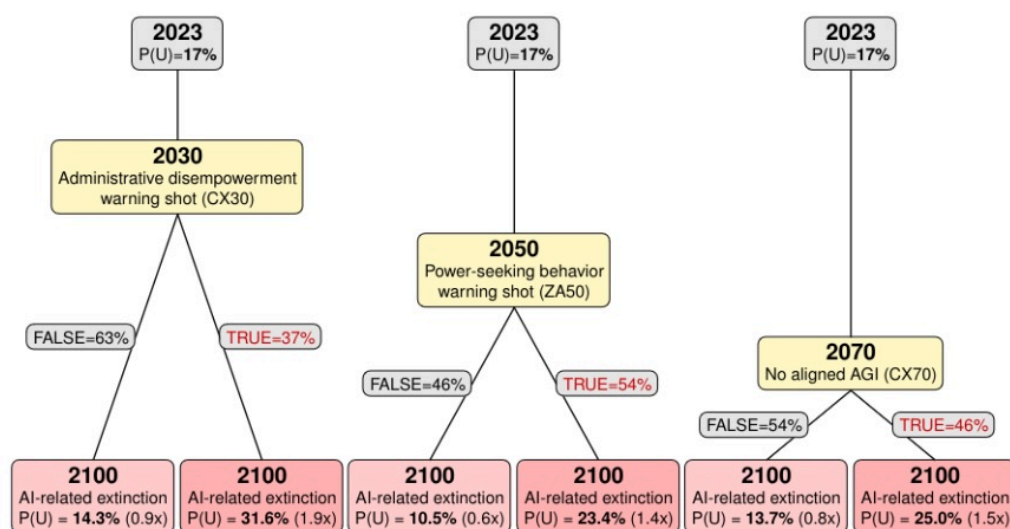 2023
P(U)=17%
2030
Administrative disempowerment
warning shot (CX30)
FALSE=63%
TRUE=37%
2100
AI-related extinction
P(U) = 14.3% (0.9x)
2100
AI-related extinction
P(U) = 31.6% (1.9x)
2023
P(U)=17%
2050
Power-seeking behavior
warning shot (ZA50)
FALSE=46%
TRUE=54%
2100
AI-related extinction
P(U) = 10.5% (0.6x)
2100
AI-related extinction
P(U) = 23.4% (1.4x)
2023
P(U)=17%
2070
No aligned AGI (CX70)
FALSE=54%
TRUE=46%
2100
AI-related extinction
P(U) = 13.7% (0.8x)
2100
AI-related extinction
P(U) = 25.0% (1.5x)